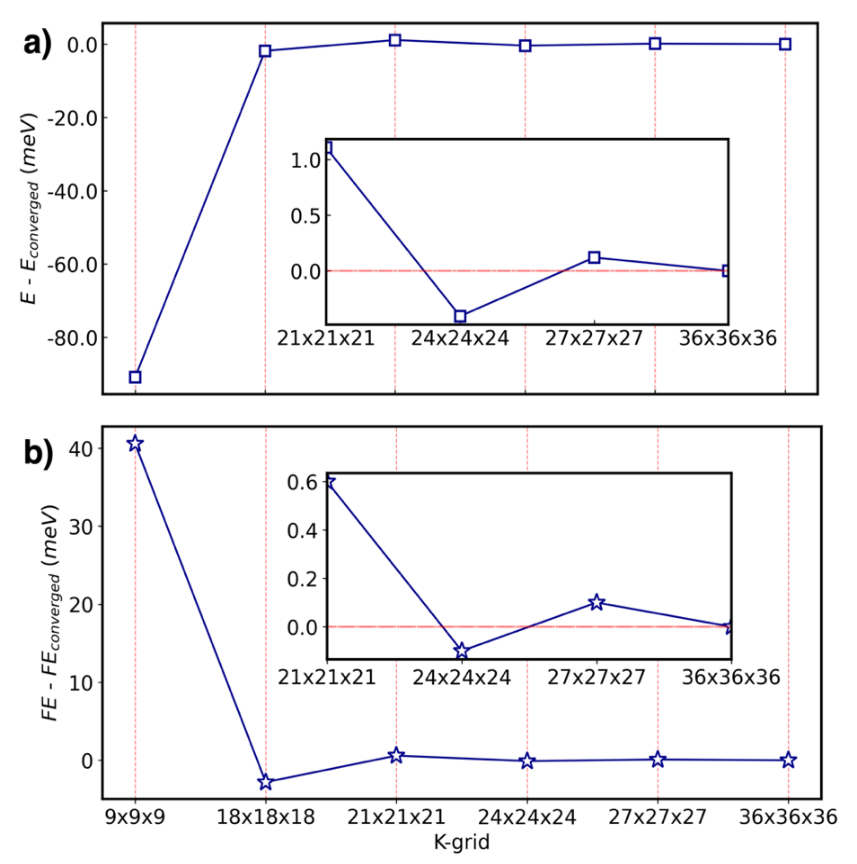 a)
E - E_converged (meV)
0.0
-20.0
-40.0
-60.0
-80.0
1.0
0.5
0.0
21x21x21 24x24x24 27x27x27 36x36x36
b)
FE - FE_converged (meV)
40
30
20
10
0
0.6
0.4
0.2
0.0
21x21x21 24x24x24 27x27x27 36x36x36
9x9x9 18x18x18 21x21x21 24x24x24 27x27x27 36x36x36
K-grid